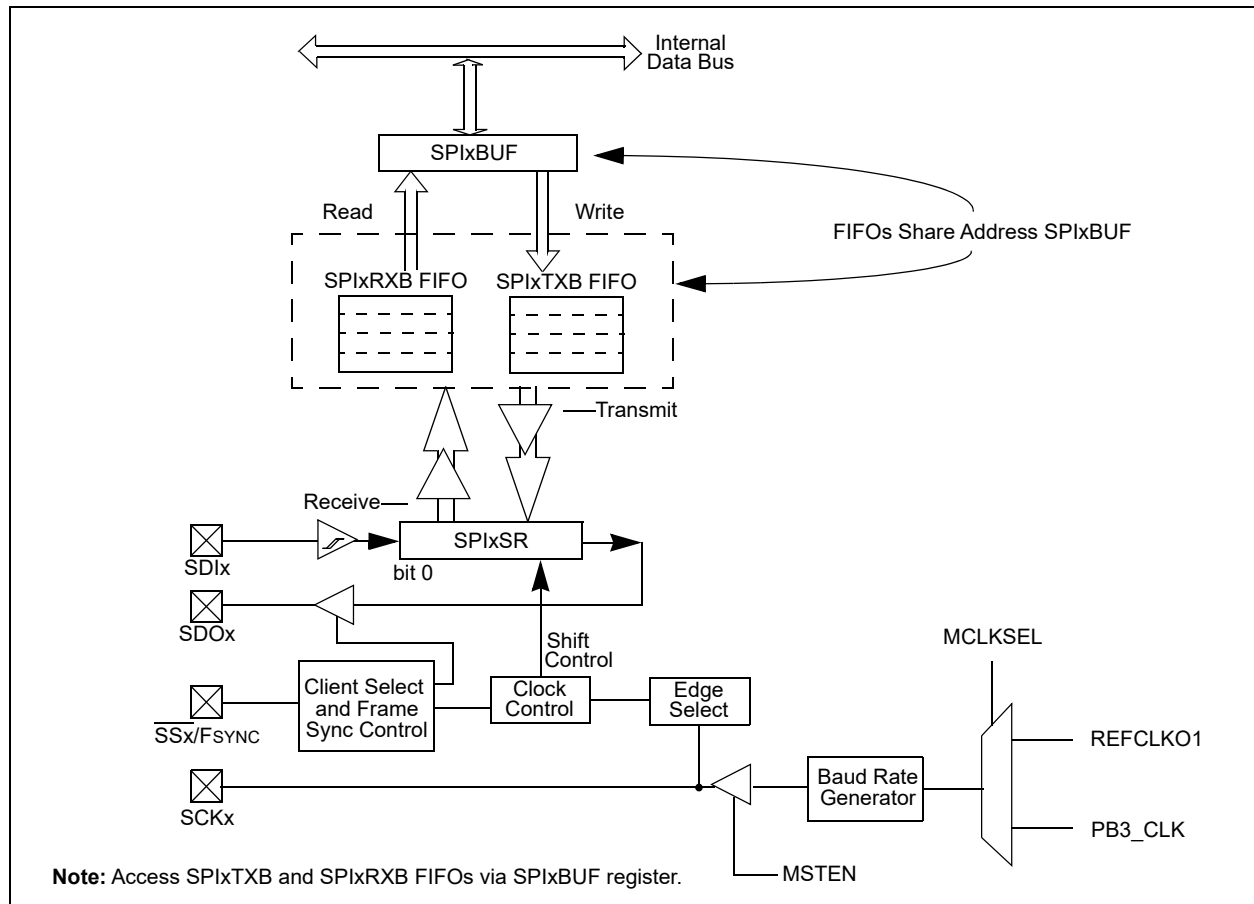 Internal
Data Bus
SPIxBUF
Read
Write
FIFOs Share Address SPIxBUF
SPIxRXB FIFO
SPIxTXB FIFO
Transmit
Receive
SPIxSR
SDIx
bit 0
SDOx
Shift
Control
MCLKSEL
Client Select
and Frame
Sync Control
Clock
Control
Edge
Select
SSx/FSYNC
REFCLKO1
Baud Rate
Generator
SCKx
PB3_CLK
MSTEN
Note: Access SPIxTXB and SPIxRXB FIFOs via SPIxBUF register.